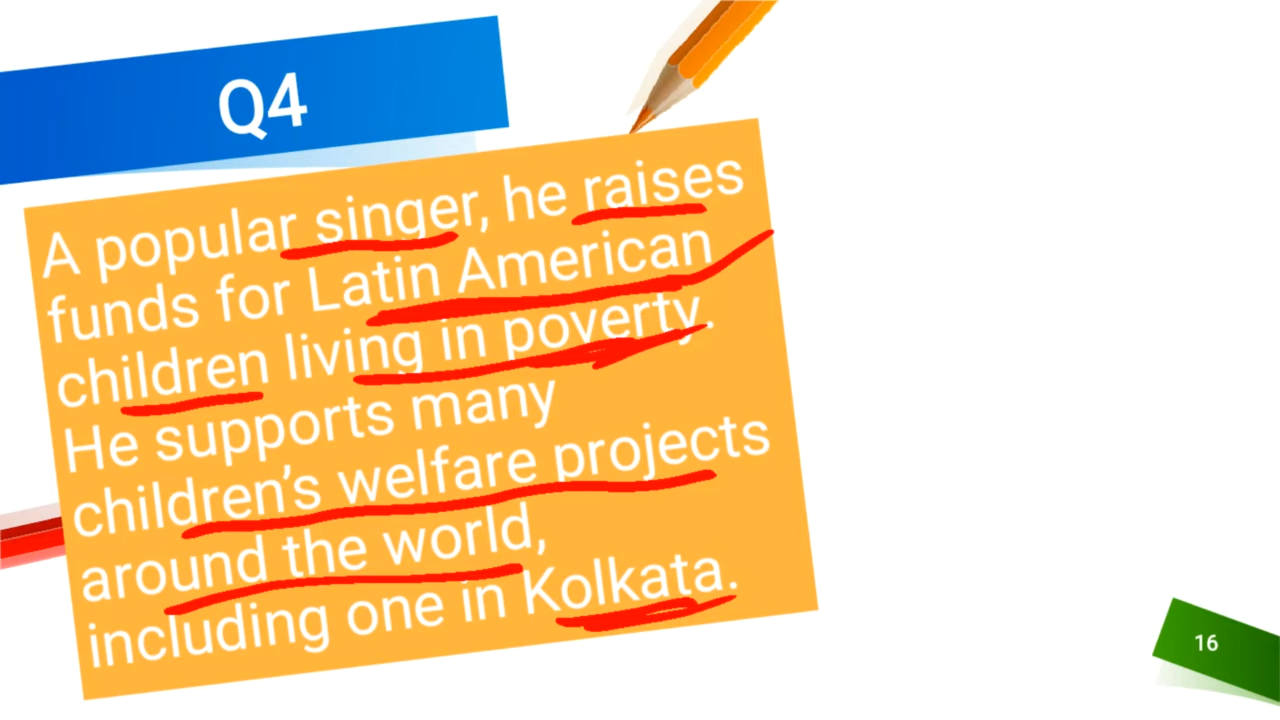 Q4
A popular singer, he raises
funds for Latin American
children living in poverty.
He supports many
children’s welfare projects
around the world,
including one in Kolkata.
16